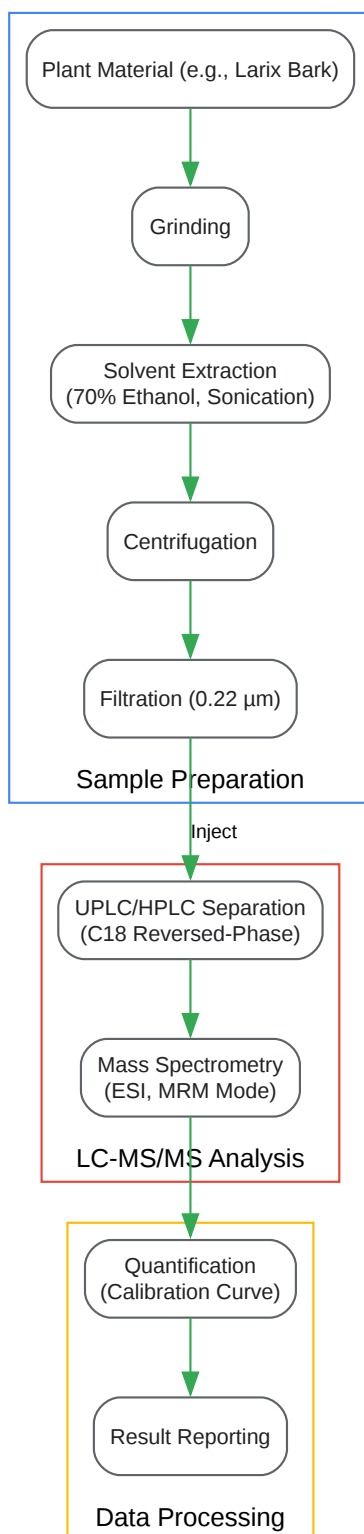 Plant Material (e.g., Larix Bark)
Grinding
Solvent Extraction
(70% Ethanol, Sonication)
Centrifugation
Filtration (0.22 µm)
Sample Preparation
Inject
UPLC/HPLC Separation
(C18 Reversed-Phase)
Mass Spectrometry
(ESI, MRM Mode)
LC-MS/MS Analysis
Quantification
(Calibration Curve)
Result Reporting
Data Processing